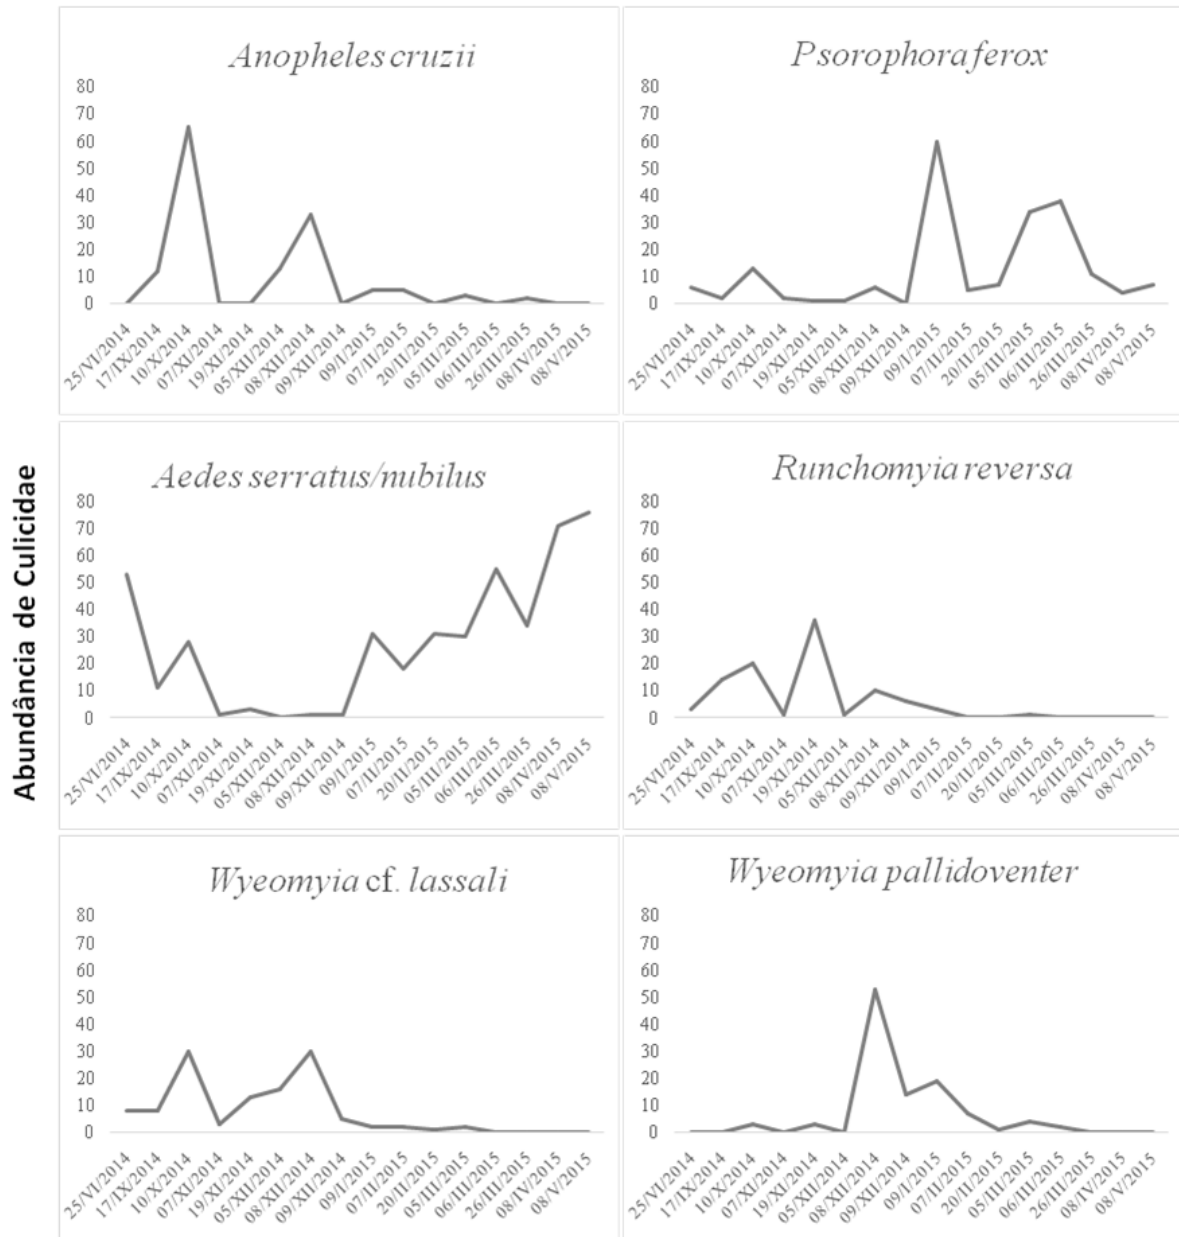 Abundância de Culicidae
Anopheles cruzii
80
70
60
50
40
30
20
10
0
25/VI/2014
17/IX/2014
10/X/2014
07/XI/2014
19/XI/2014
05/XII/2014
08/XII/2014
09/XII/2014
09/I/2015
07/II/2015
20/II/2015
05/III/2015
06/III/2015
26/III/2015
08/IV/2015
08/V/2015
Psorophora ferox
80
70
60
50
40
30
20
10
0
25/VI/2014
17/IX/2014
10/X/2014
07/XI/2014
19/XI/2014
05/XII/2014
08/XII/2014
09/XII/2014
09/I/2015
07/II/2015
20/II/2015
05/III/2015
06/III/2015
26/III/2015
08/IV/2015
08/V/2015
Aedes serratus/nubilus
80
70
60
50
40
30
20
10
0
25/VI/2014
17/IX/2014
10/X/2014
07/XI/2014
19/XI/2014
05/XII/2014
08/XII/2014
09/XII/2014
09/I/2015
07/II/2015
20/II/2015
05/III/2015
06/III/2015
26/III/2015
08/IV/2015
08/V/2015
Runchomyia reversa
80
70
60
50
40
30
20
10
0
25/VI/2014
17/IX/2014
10/X/2014
07/XI/2014
19/XI/2014
05/XII/2014
08/XII/2014
09/XII/2014
09/I/2015
07/II/2015
20/II/2015
05/III/2015
06/III/2015
26/III/2015
08/IV/2015
08/V/2015
Wyeomyia cf. lassali
80
70
60
50
40
30
20
10
0
25/VI/2014
17/IX/2014
10/X/2014
07/XI/2014
19/XI/2014
05/XII/2014
08/XII/2014
09/XII/2014
09/I/2015
07/II/2015
20/II/2015
05/III/2015
06/III/2015
26/III/2015
08/IV/2015
08/V/2015
Wyeomyia pallidoventer
80
70
60
50
40
30
20
10
0
25/VI/2014
17/IX/2014
10/X/2014
07/XI/2014
19/XI/2014
05/XII/2014
08/XII/2014
09/XII/2014
09/I/2015
07/II/2015
20/II/2015
05/III/2015
06/III/2015
26/III/2015
08/IV/2015
08/V/2015